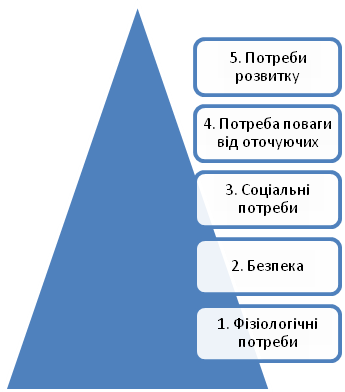 5. Потреби
розвитку
4. Потреба поваги
від оточуючих
3. Соціальні
потреби
2. Безпека
1. Фізіологічні
потреби